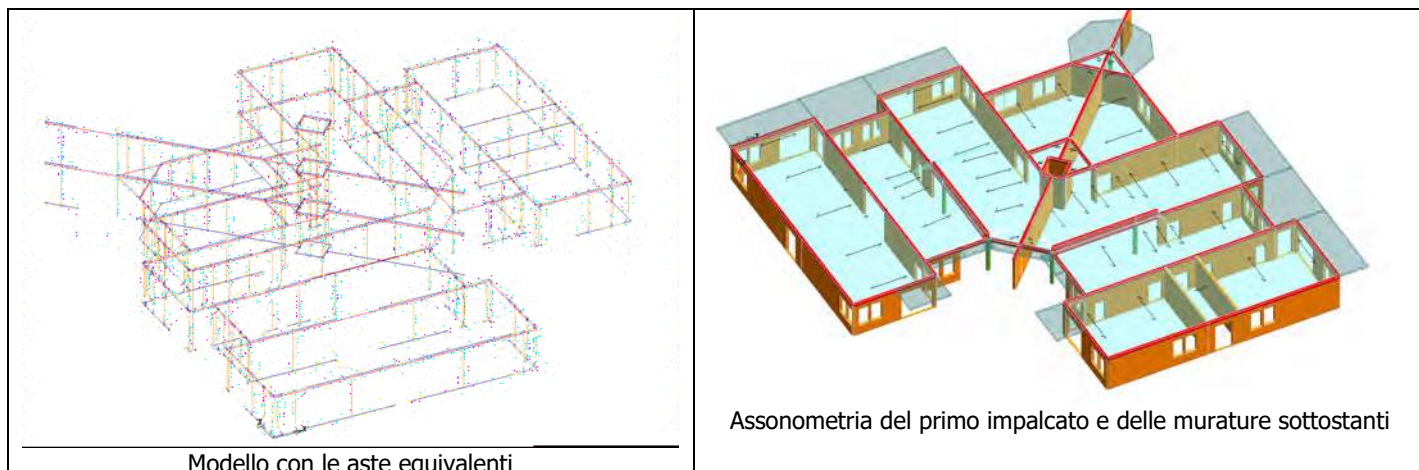 Modello con le aste equivalenti
Assonometria del primo impalcato e delle murature sottostanti